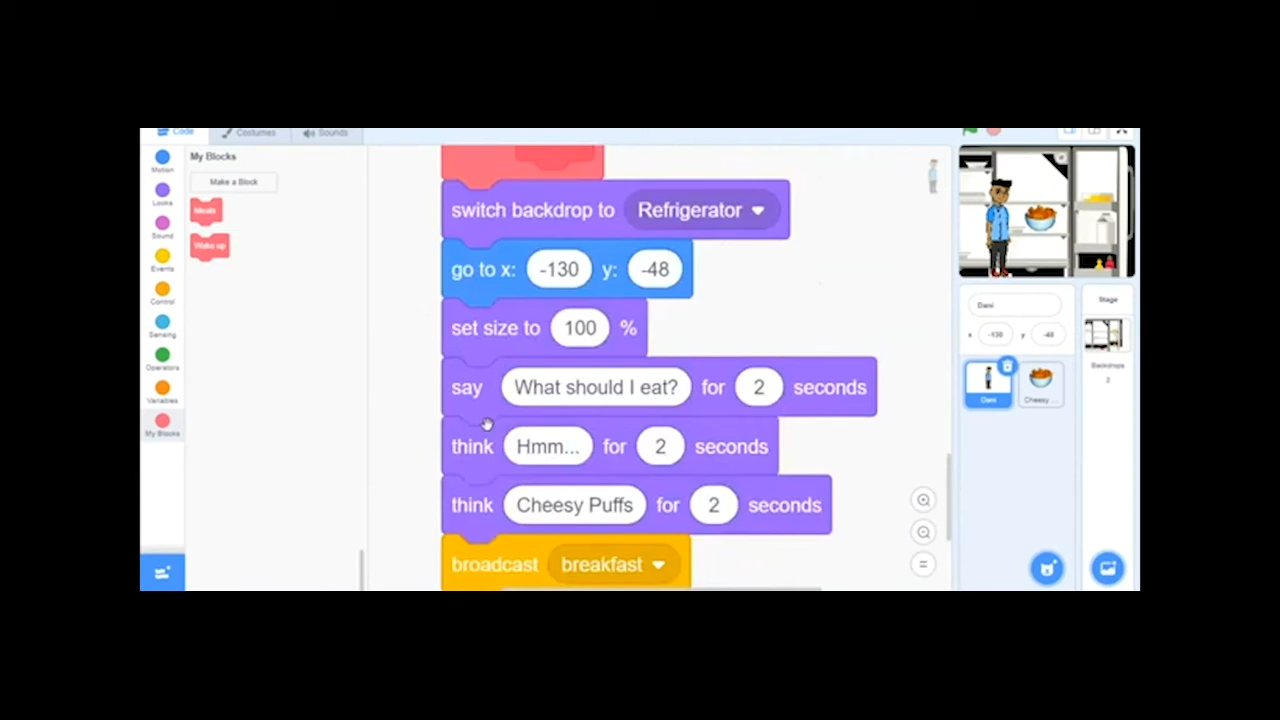 Code Costumes Sounds
My Blocks
Make a Block
Meals
Wake up
Motion
Looks
Sound
Events
Control
Sensing
Operators
Variables
My Blocks
switch backdrop to Refrigerator
go to x: -130 y: -48
set size to 100 %
say What should I eat? for 2 seconds
think Hmm... for 2 seconds
think Cheesy Puffs for 2 seconds
broadcast breakfast
Dani
x -130 y -48
Dani
Cheesy ...
Stage
Backdrops
3